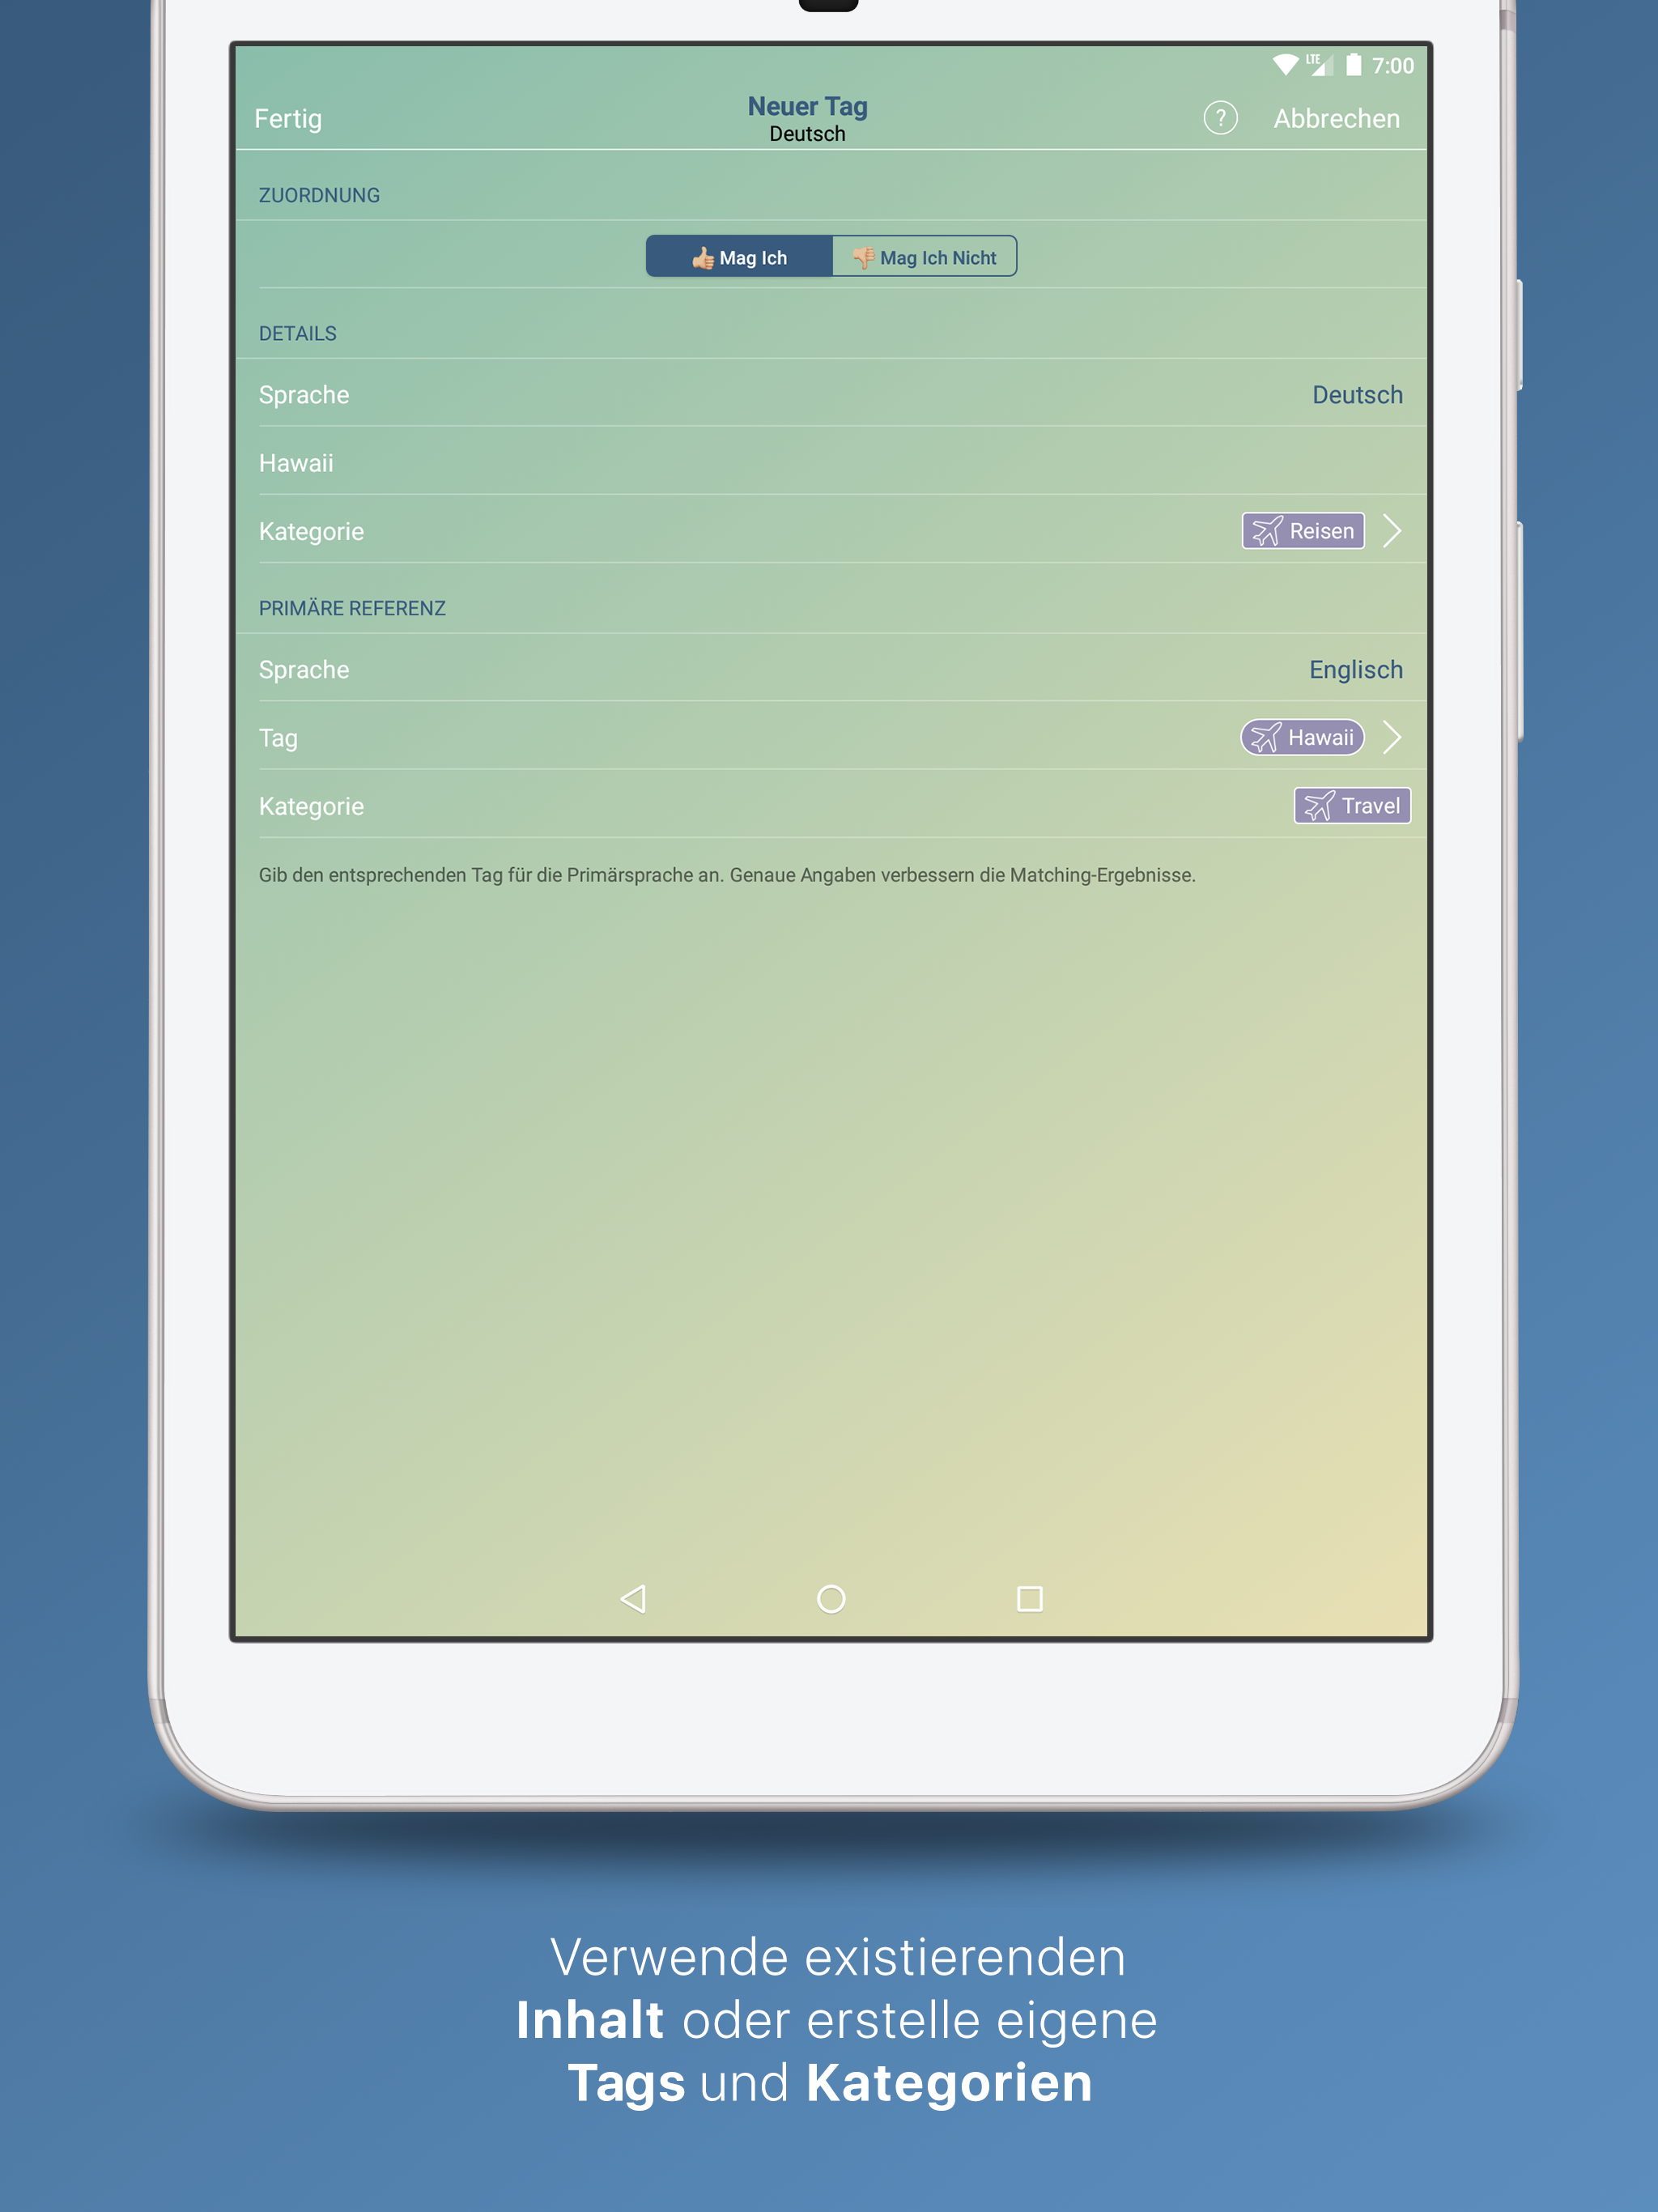 LTE 7:00
Fertig
Neuer Tag
Deutsch
? Abbrechen
ZUORDNUNG
Mag Ich
Mag Ich Nicht
DETAILS
Sprache Deutsch
Hawaii
Kategorie Reisen
PRIMÄRE REFERENZ
Sprache Englisch
Tag Hawaii
Kategorie Travel
Gib den entsprechenden Tag für die Primärsprache an. Genaue Angaben verbessern die Matching-Ergebnisse.
Verwende existierenden
Inhalt oder erstelle eigene
Tags und Kategorien